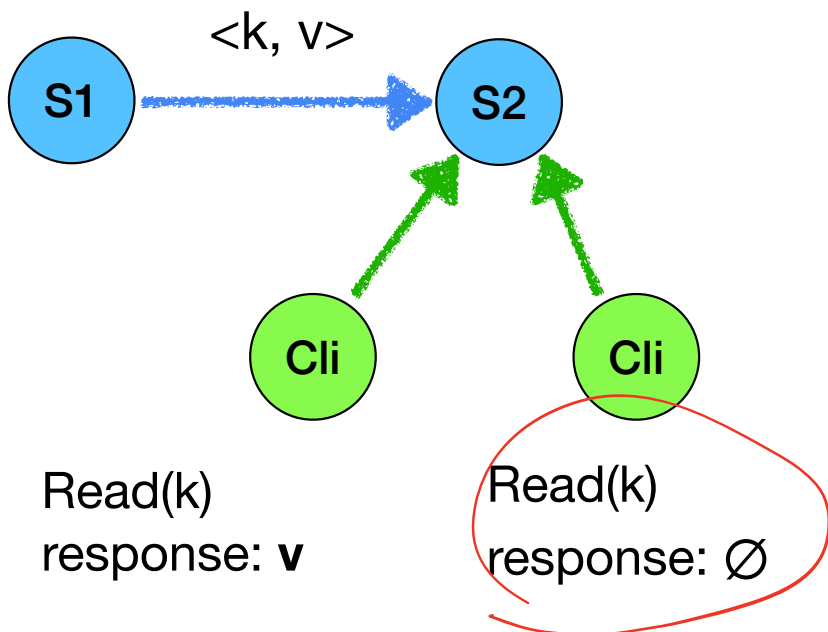 <k, v>
S1
S2
Cli
Cli
Read(k)
response: v
Read(k)
response: ∅